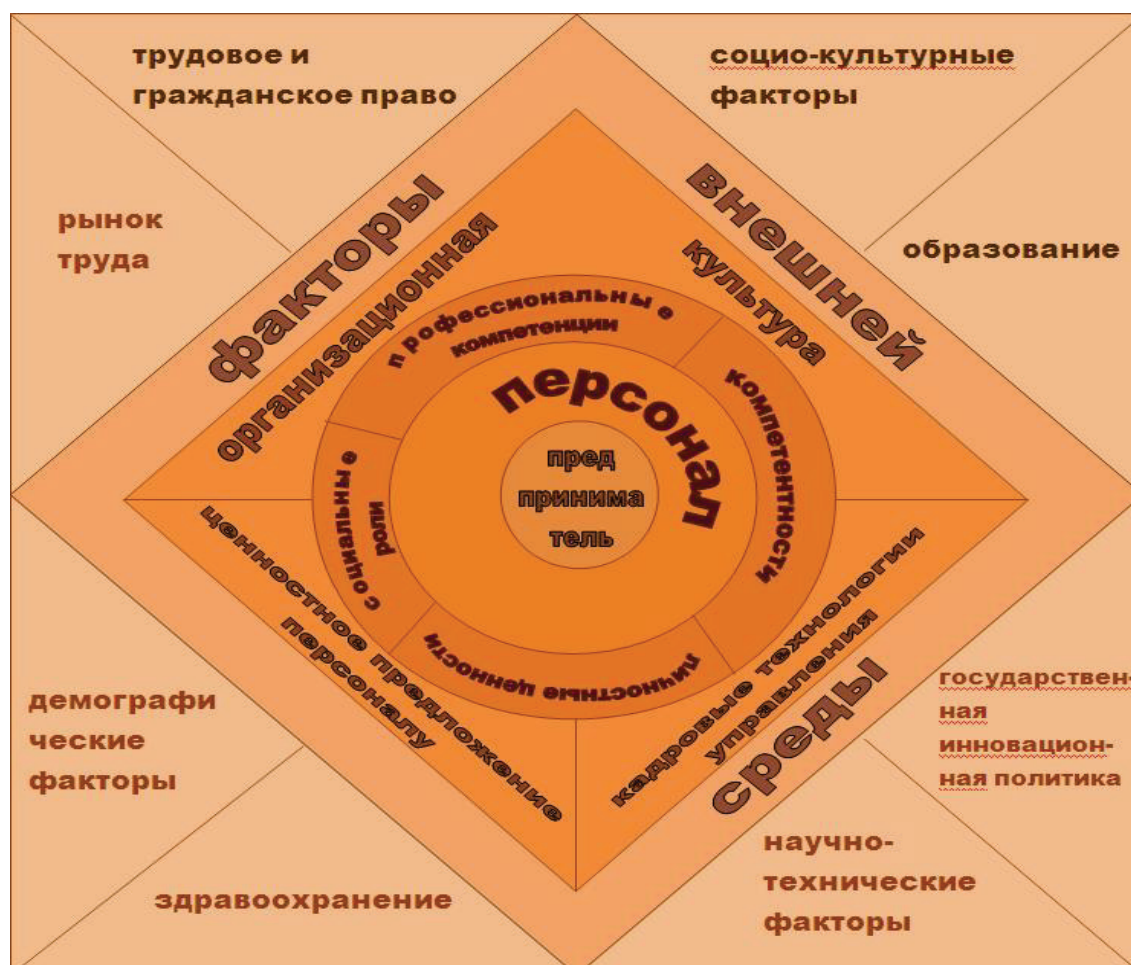 трудовое и
гражданское право
социо-культурные
факторы
рынок
труда
образование
факторы
внешней
среды
организационная
культура
профессиональные
компетенции
компетентности
персонал
пред
принима
тель
социальные
роли
личностные ценности
ценностное предложение
персоналу
кадровые технологии
управления
демографи
ческие
факторы
государствен-
ная
инновацион-
ная политика
здравоохранение
научно-
технические
факторы